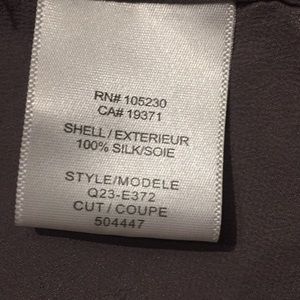 RN# 105230
CA# 19371
SHELL / EXTERIEUR
100% SILK/SOIE
STYLE/MODELE
Q23-E372
CUT / COUPE
504447